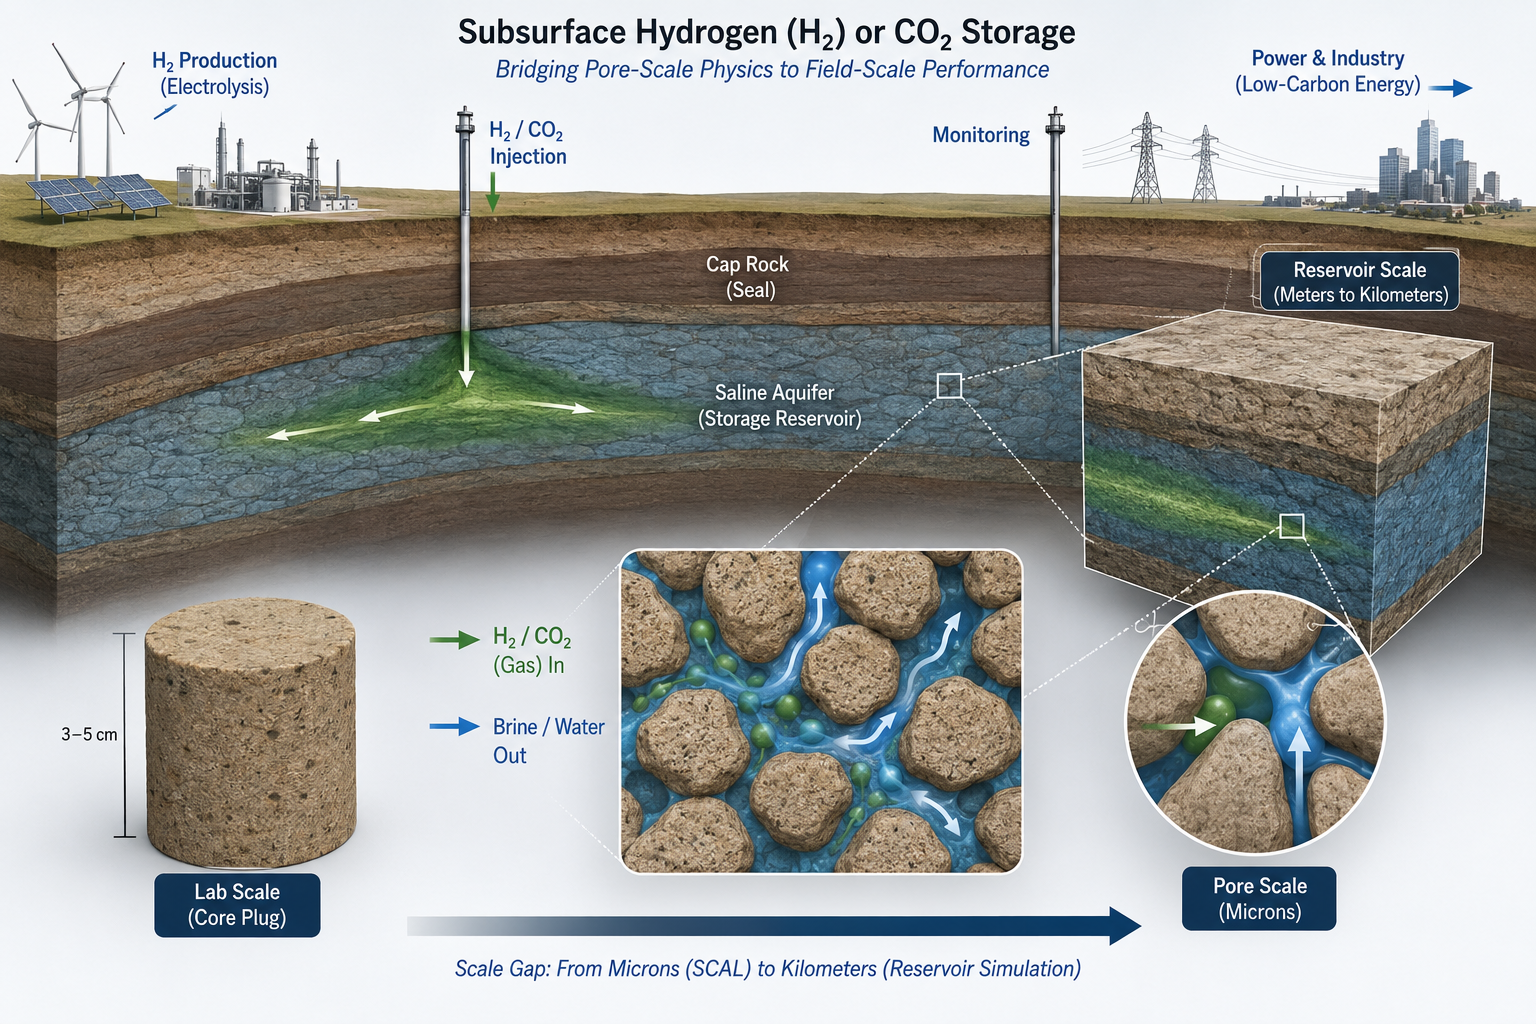 Subsurface Hydrogen (H₂) or CO₂ Storage
Bridging Pore-Scale Physics to Field-Scale Performance
H₂ Production
(Electrolysis)
H₂ / CO₂
Injection
Monitoring
Power & Industry
(Low-Carbon Energy)
Cap Rock
(Seal)
Reservoir Scale
(Meters to Kilometers)
Saline Aquifer
(Storage Reservoir)
H₂ / CO₂
(Gas) In
Brine / Water
Out
3–5 cm
Lab Scale
(Core Plug)
Pore Scale
(Microns)
Scale Gap: From Microns (SCAL) to Kilometers (Reservoir Simulation)